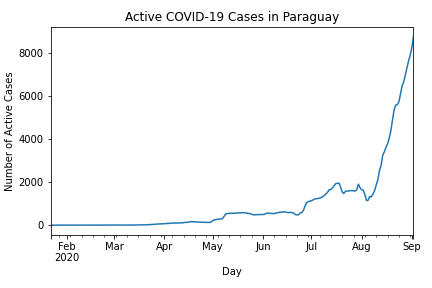 Active COVID-19 Cases in Paraguay
Number of Active Cases
8000
6000
4000
2000
0
Feb Mar Apr May Jun Jul Aug Sep
2020
Day